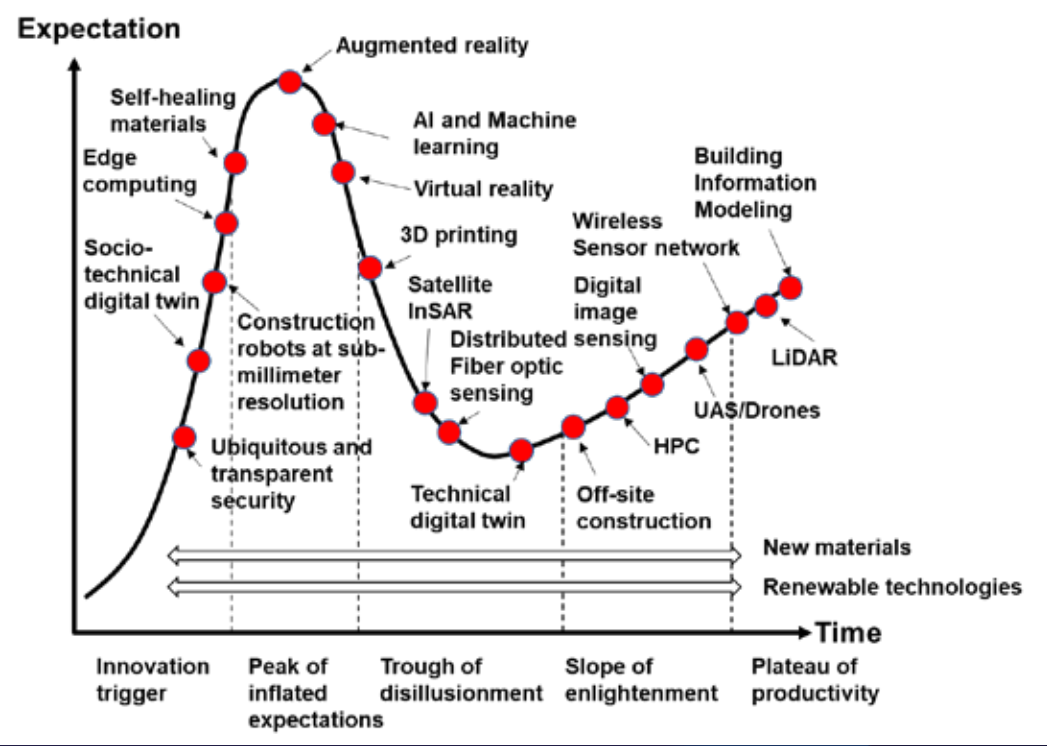 Expectation
Augmented reality
Self-healing
materials
AI and Machine
learning
Edge
computing
Virtual reality
Building
Information
Modeling
Wireless
Sensor network
3D printing
Socio-
technical
digital twin
Satellite
InSAR
Digital
image
sensing
Construction
robots at sub-
millimeter
resolution
Distributed
Fiber optic
sensing
LiDAR
UAS/Drones
HPC
Ubiquitous and
transparent
security
Technical
digital twin
Off-site
construction
New materials
Renewable technologies
Time
Innovation
trigger
Peak of
inflated
expectations
Trough of
disillusionment
Slope of
enlightenment
Plateau of
productivity